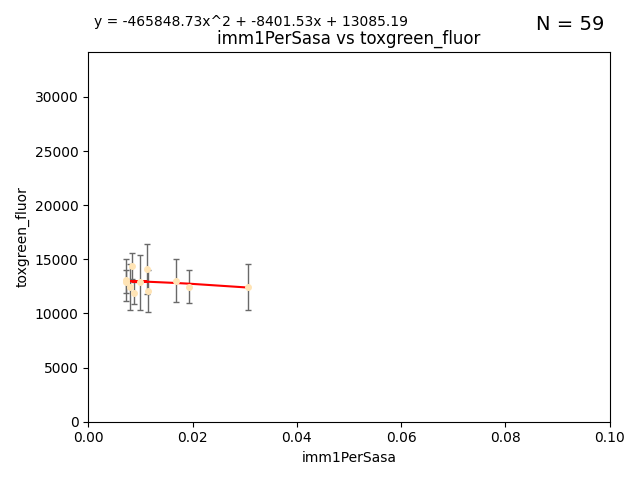 y = -465848.73x^2 + -8401.53x + 13085.19
N = 59
imm1PerSasa vs toxgreen_fluor
30000
25000
20000
15000
10000
5000
0
toxgreen_fluor
0.00 0.02 0.04 0.06 0.08 0.10
imm1PerSasa